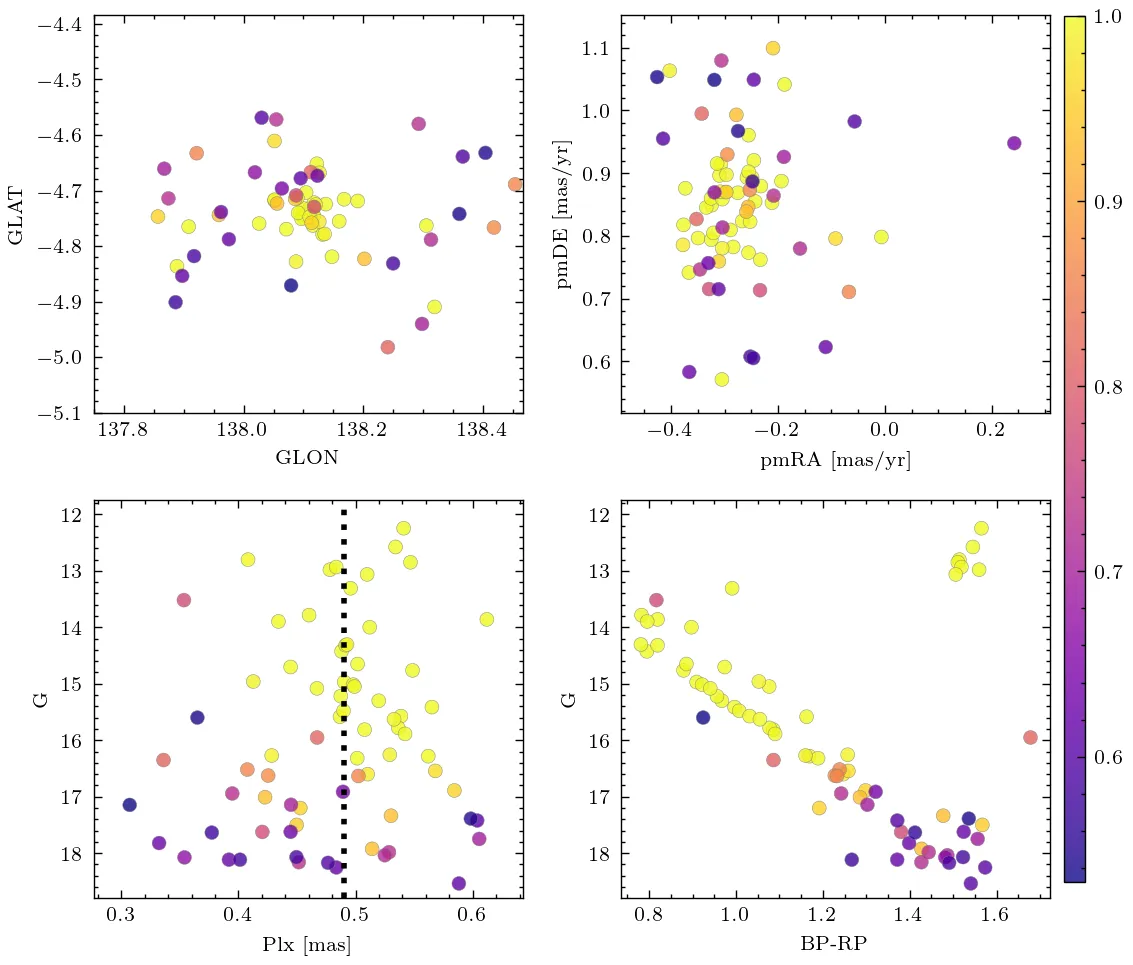 −4.4
−4.5
−4.6
−4.7
−4.8
−4.9
−5.0
−5.1
GLAT
137.8 138.0 138.2 138.4
GLON
1.1
1.0
0.9
0.8
0.7
0.6
pmDE [mas/yr]
−0.4 −0.2 0.0 0.2
pmRA [mas/yr]
1.0
0.9
0.8
0.7
0.6
12
13
14
15
16
17
18
G
0.3 0.4 0.5 0.6
Plx [mas]
12
13
14
15
16
17
18
G
0.8 1.0 1.2 1.4 1.6
BP-RP